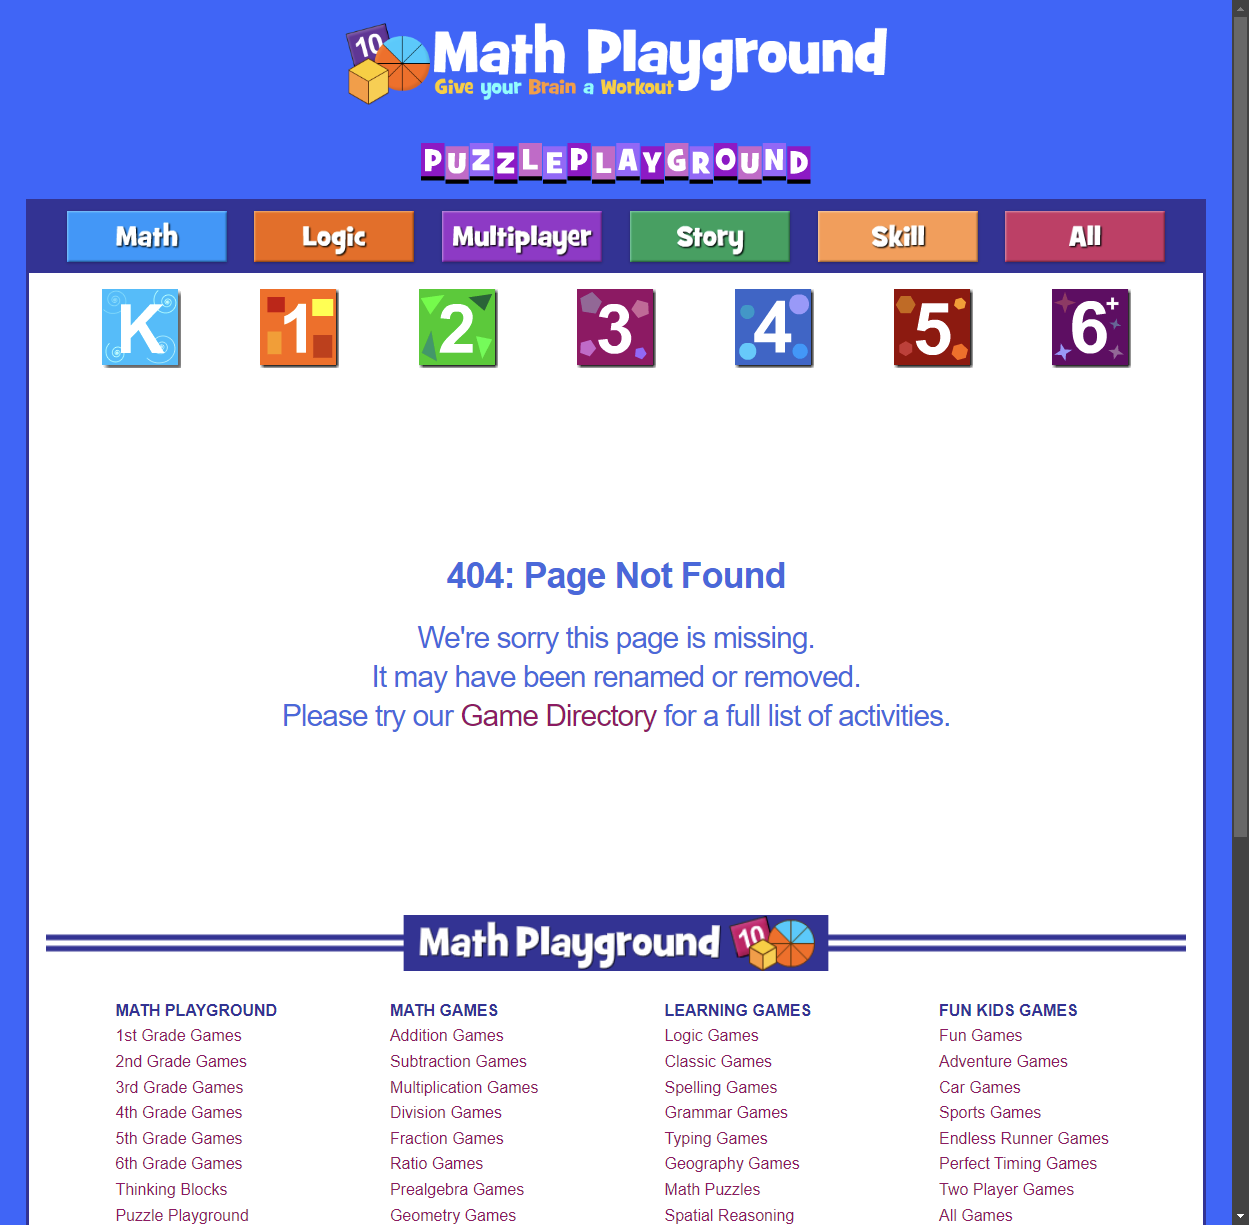 10
Math Playground
Give your Brain a Workout
PUZZLEPLAYGROUND
Math Logic Multiplayer Story Skill All
K 1 2 3 4 5 6+
404: Page Not Found
We're sorry this page is missing.
It may have been renamed or removed.
Please try our Game Directory for a full list of activities.
Math Playground 10
MATH PLAYGROUND
1st Grade Games
2nd Grade Games
3rd Grade Games
4th Grade Games
5th Grade Games
6th Grade Games
Thinking Blocks
Puzzle Playground
MATH GAMES
Addition Games
Subtraction Games
Multiplication Games
Division Games
Fraction Games
Ratio Games
Prealgebra Games
Geometry Games
LEARNING GAMES
Logic Games
Classic Games
Spelling Games
Grammar Games
Typing Games
Geography Games
Math Puzzles
Spatial Reasoning
FUN KIDS GAMES
Fun Games
Adventure Games
Car Games
Sports Games
Endless Runner Games
Perfect Timing Games
Two Player Games
All Games